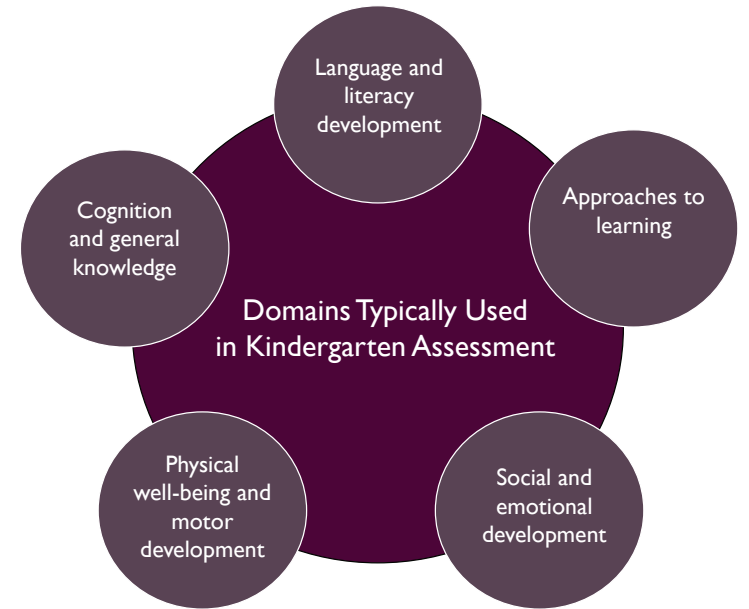 Language and
literacy
development
Approaches to
learning
Cognition
and general
knowledge
Domains Typically Used
in Kindergarten Assessment
Physical
well-being and
motor
development
Social and
emotional
development